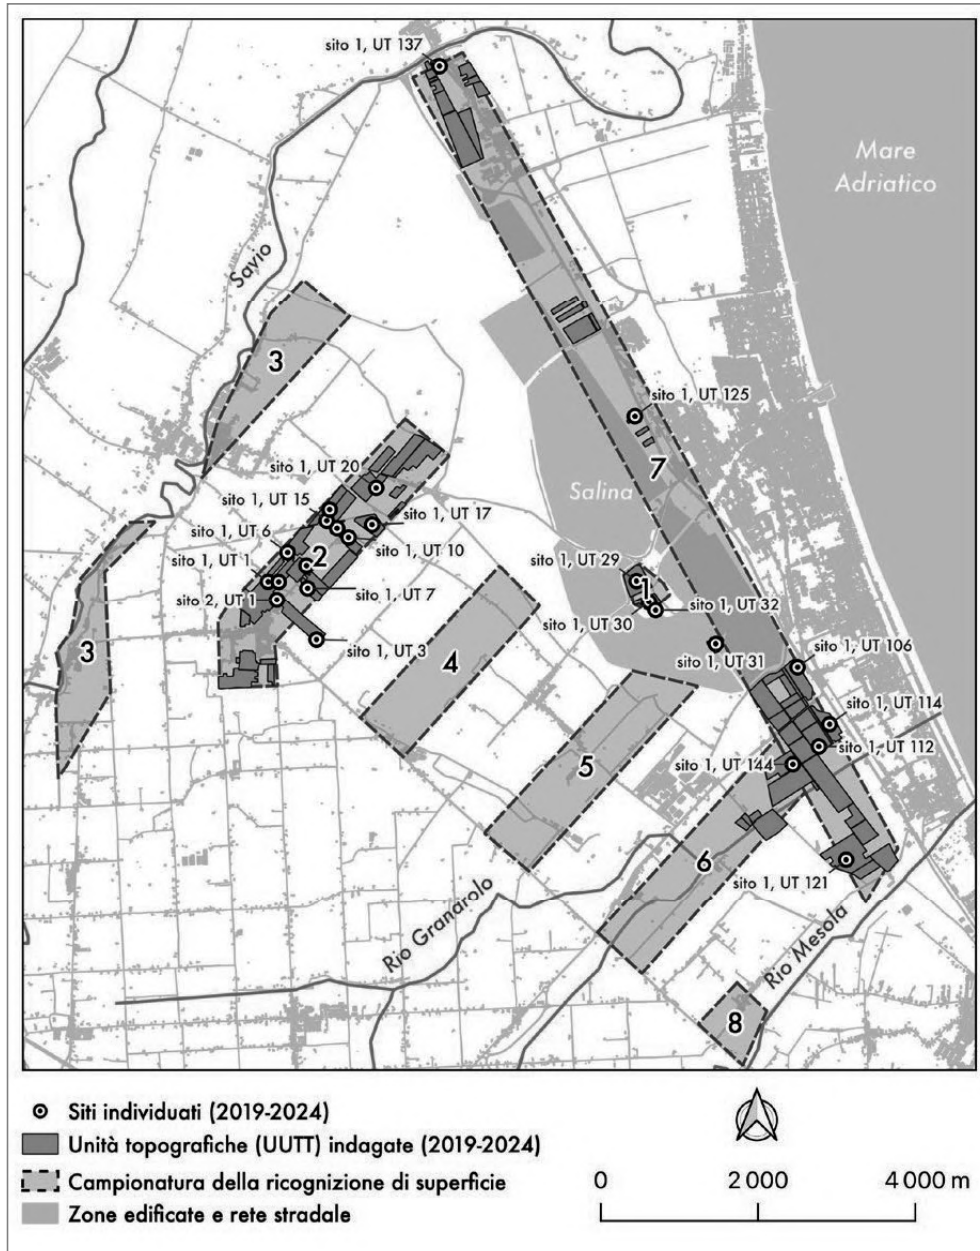 sito 1, UT 137
Mare
Adriatico
Savio
3
sito 1, UT 125
7
sito 1, UT 20
Salina
sito 1, UT 15
sito 1, UT 17
sito 1, UT 6
sito 1, UT 10
2
sito 1, UT 29
sito 1, UT 1
1
sito 1, UT 7
sito 2, UT 1
sito 1, UT 32
sito 1, UT 30
sito 1, UT 3
3
sito 1, UT 31
4
sito 1, UT 106
sito 1, UT 114
sito 1, UT 112
5
sito 1, UT 144
6
sito 1, UT 121
Rio Granarolo
Rio Mesola
8
Siti individuati (2019-2024)
Unità topografiche (UUTT) indagate (2019-2024)
Campionatura della ricognizione di superficie
Zone edificate e rete stradale
0 2 000 4 000 m